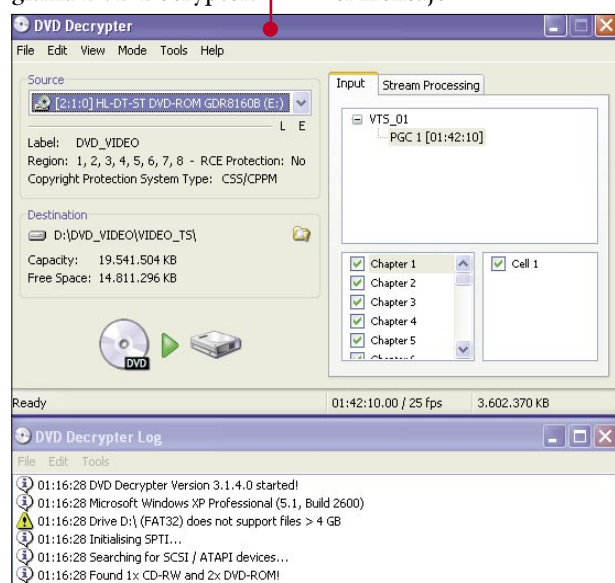 DVD Decrypter
File Edit View Mode Tools Help
Source
[2:1:0] HL-DT-ST DVD-ROM GDR8160B (E:)
L E
Label: DVD_VIDEO
Region: 1, 2, 3, 4, 5, 6, 7, 8 - RCE Protection: No
Copyright Protection System Type: CSS/CPPM
Destination
D:\DVD_VIDEO\VIDEO_TS\
Capacity: 19.541.504 KB
Free Space: 14.811.296 KB
DVD
Input Stream Processing
VTS_01
PGC 1 [01:42:10]
Chapter 1
Chapter 2
Chapter 3
Chapter 4
Chapter 5
Cell 1
Ready
01:42:10.00 / 25 fps
3.602.370 KB
DVD Decrypter Log
File Edit Tools
01:16:28 DVD Decrypter Version 3.1.4.0 started!
01:16:28 Microsoft Windows XP Professional (5.1, Build 2600)
01:16:28 Drive D:\ (FAT32) does not support files > 4 GB
01:16:28 Initialising SPTI...
01:16:28 Searching for SCSI / ATAPI devices...
01:16:28 Found 1x CD-RW and 2x DVD-ROM!